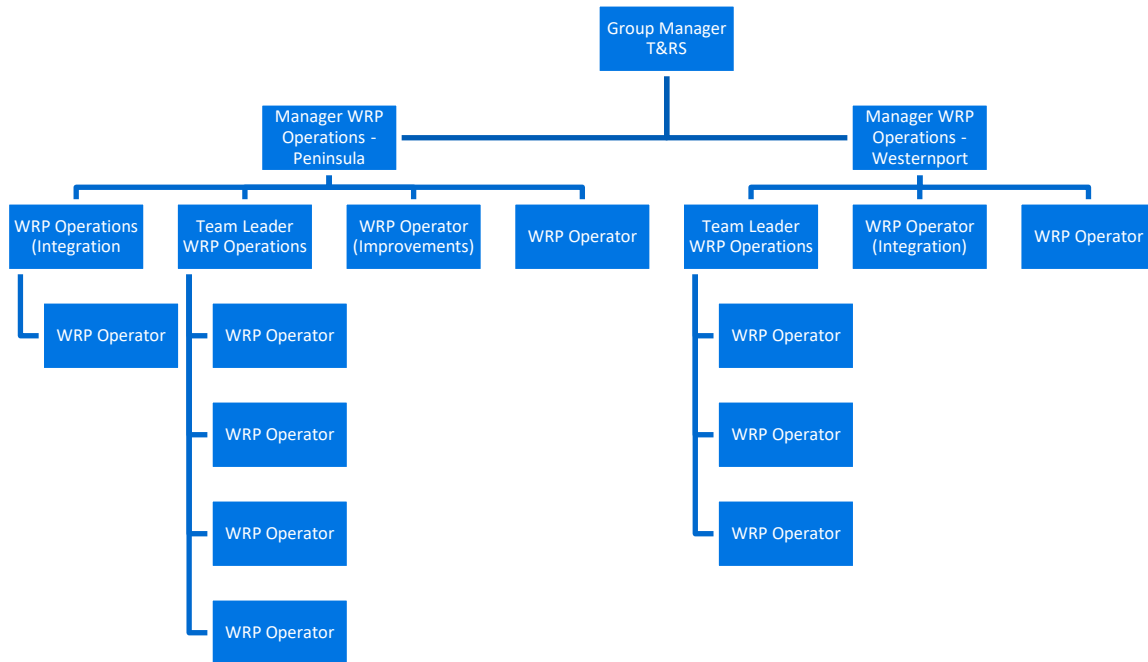 Group Manager
T&RS
Manager WRP
Operations -
Peninsula
Manager WRP
Operations -
Westernport
WRP Operations
(Integration
Team Leader
WRP Operations
WRP Operator
(Improvements)
WRP Operator
Team Leader
WRP Operations
WRP Operator
(Integration)
WRP Operator
WRP Operator
WRP Operator
WRP Operator
WRP Operator
WRP Operator
WRP Operator
WRP Operator
WRP Operator